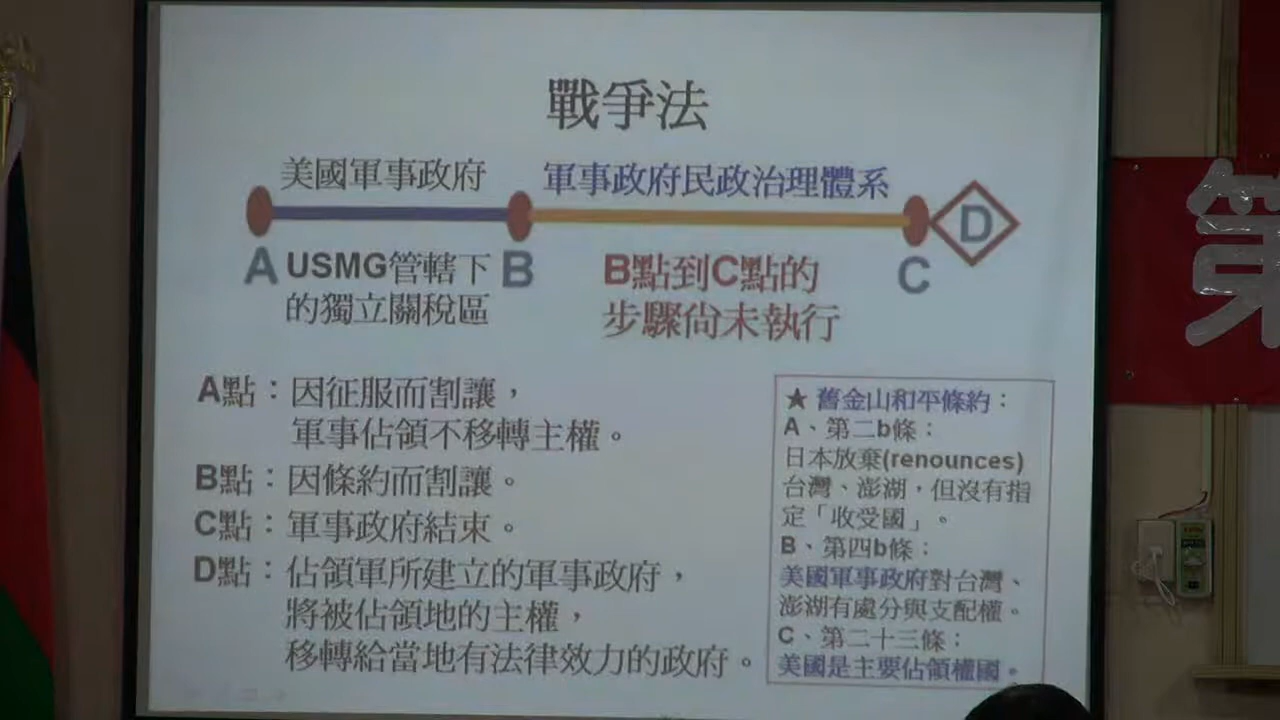 戰爭法
美國軍事政府
軍事政府民政治理體系
D
A
USMG管轄下
的獨立關稅區
B
B點到C點的
步驟尚未執行
C
A點：因征服而割讓，
軍事佔領不移轉主權。
B點：因條約而割讓。
C點：軍事政府結束。
D點：佔領軍所建立的軍事政府，
將被佔領地的主權，
移轉給當地有法律效力的政府。
★ 舊金山和平條約：
A、第二b條：
日本放棄(renounces)
台灣、澎湖，但沒有指
定「收受國」。
B、第四b條：
美國軍事政府對台灣、
澎湖有處分與支配權。
C、第二十三條：
美國是主要佔領權國。
第